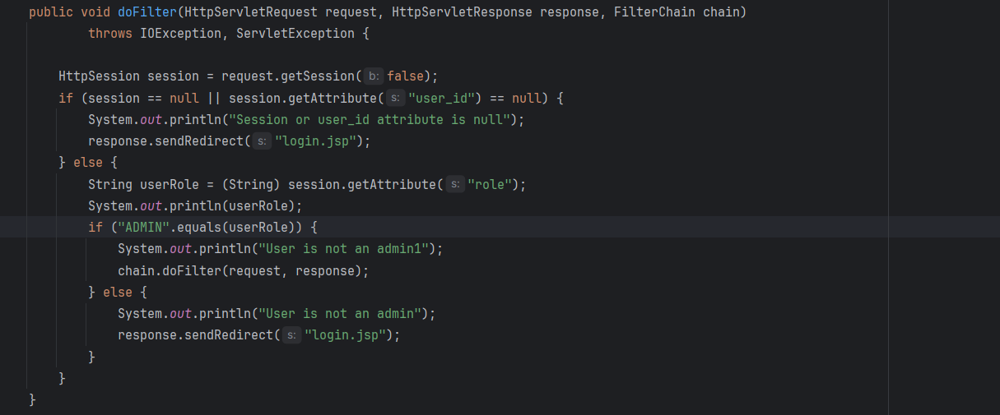 public void doFilter(HttpServletRequest request, HttpServletResponse response, FilterChain chain)
throws IOException, ServletException {
HttpSession session = request.getSession( b: false);
if (session == null || session.getAttribute( s: "user_id") == null) {
System.out.println("Session or user_id attribute is null");
response.sendRedirect( s: "login.jsp");
} else {
String userRole = (String) session.getAttribute( s: "role");
System.out.println(userRole);
if ("ADMIN".equals(userRole)) {
System.out.println("User is not an admin1");
chain.doFilter(request, response);
} else {
System.out.println("User is not an admin");
response.sendRedirect( s: "login.jsp");
}
}
}